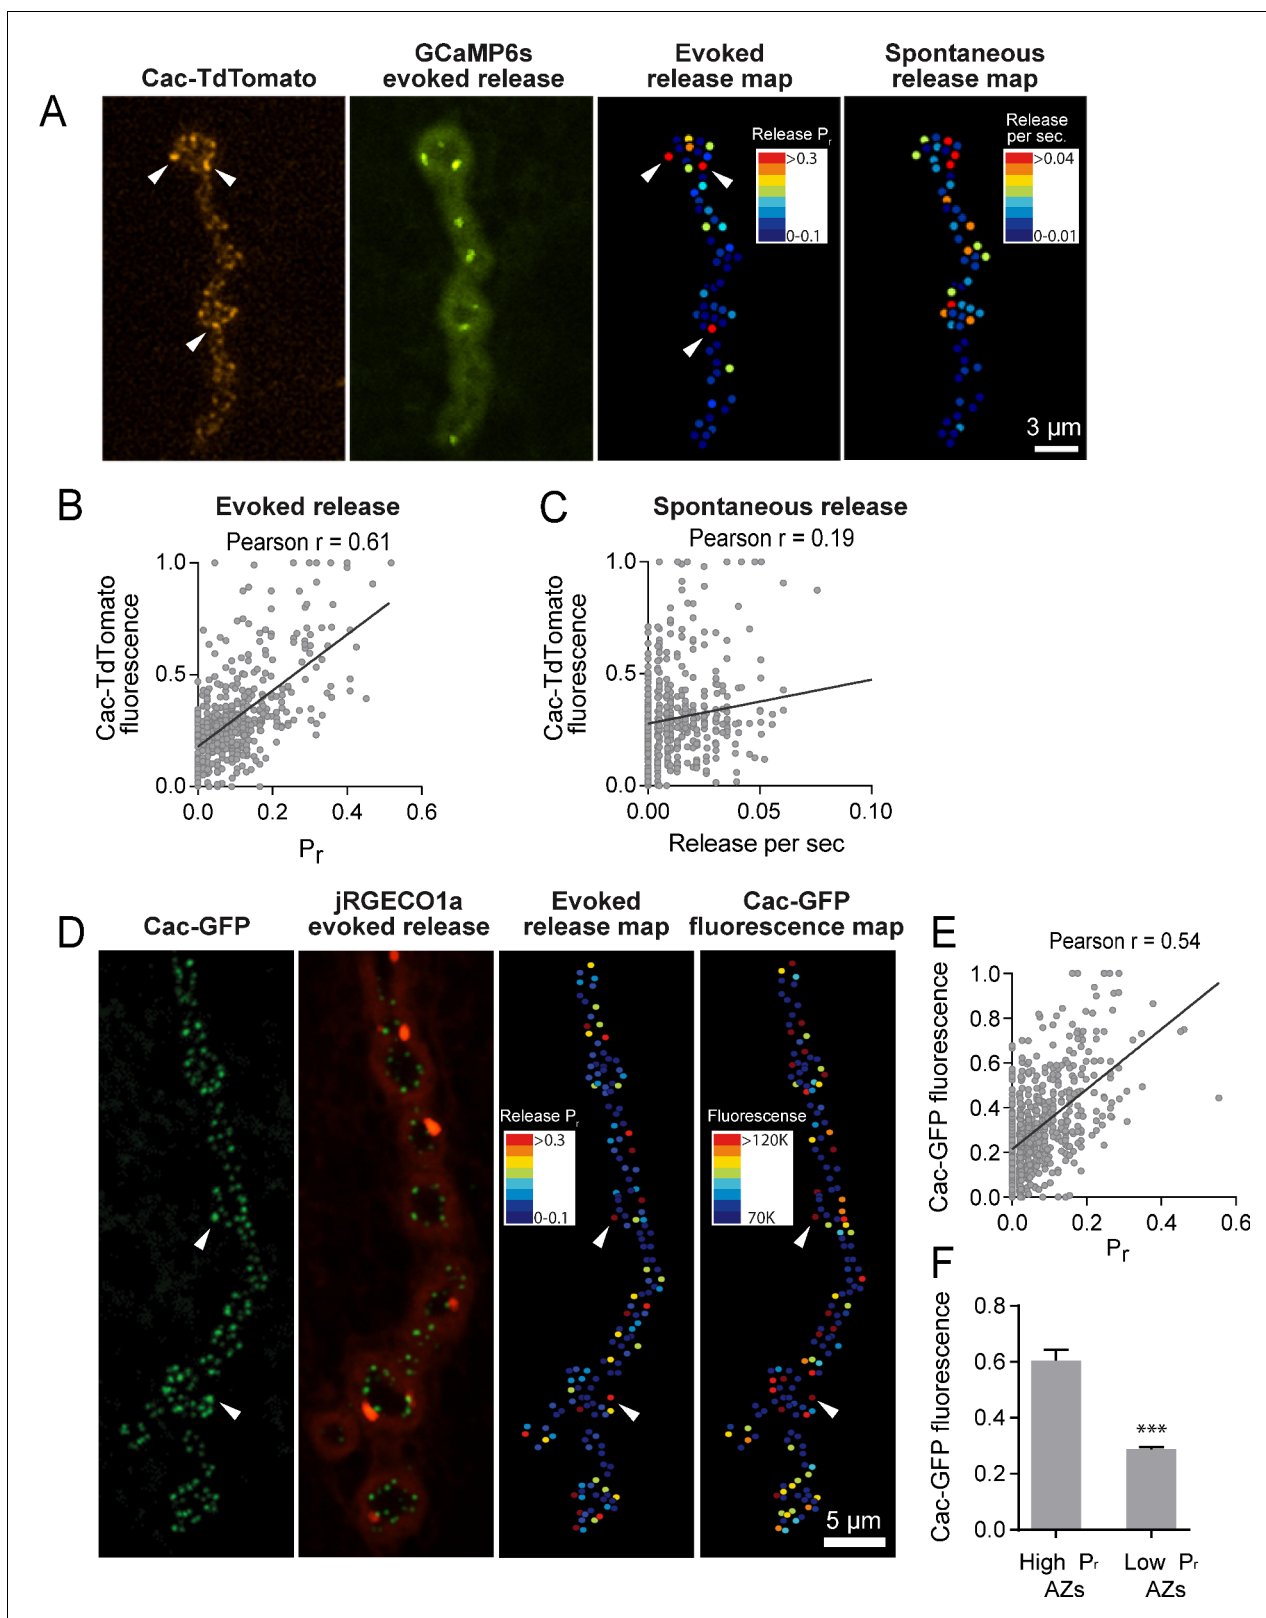 A
Cac-TdTomato
GCaMP6s
evoked release
Evoked
release map
Spontaneous
release map
Release Pr
>0.3
0-0.1
Release
per sec.
>0.04
0-0.01
3 µm
B
Evoked release
Pearson r = 0.61
Cac-TdTomato
fluorescence
1.0
0.5
0.0
0.0
0.2
0.4
0.6
Pr
C
Spontaneous release
Pearson r = 0.19
Cac-TdTomato
fluorescence
1.0
0.5
0.0
0.00
0.05
0.10
Release per sec
D
Cac-GFP
jRGECO1a
evoked release
Evoked
release map
Cac-GFP
fluorescence map
Release Pr
>0.3
0-0.1
Fluorescense
>120K
70K
5 µm
E
Pearson r = 0.54
Cac-GFP fluorescence
1.0
0.8
0.6
0.4
0.2
0.0
0.0
0.2
0.4
0.6
Pr
F
Cac-GFP fluorescence
0.8
0.6
0.4
0.2
0.0
***
High Pr
AZs
Low Pr
AZs